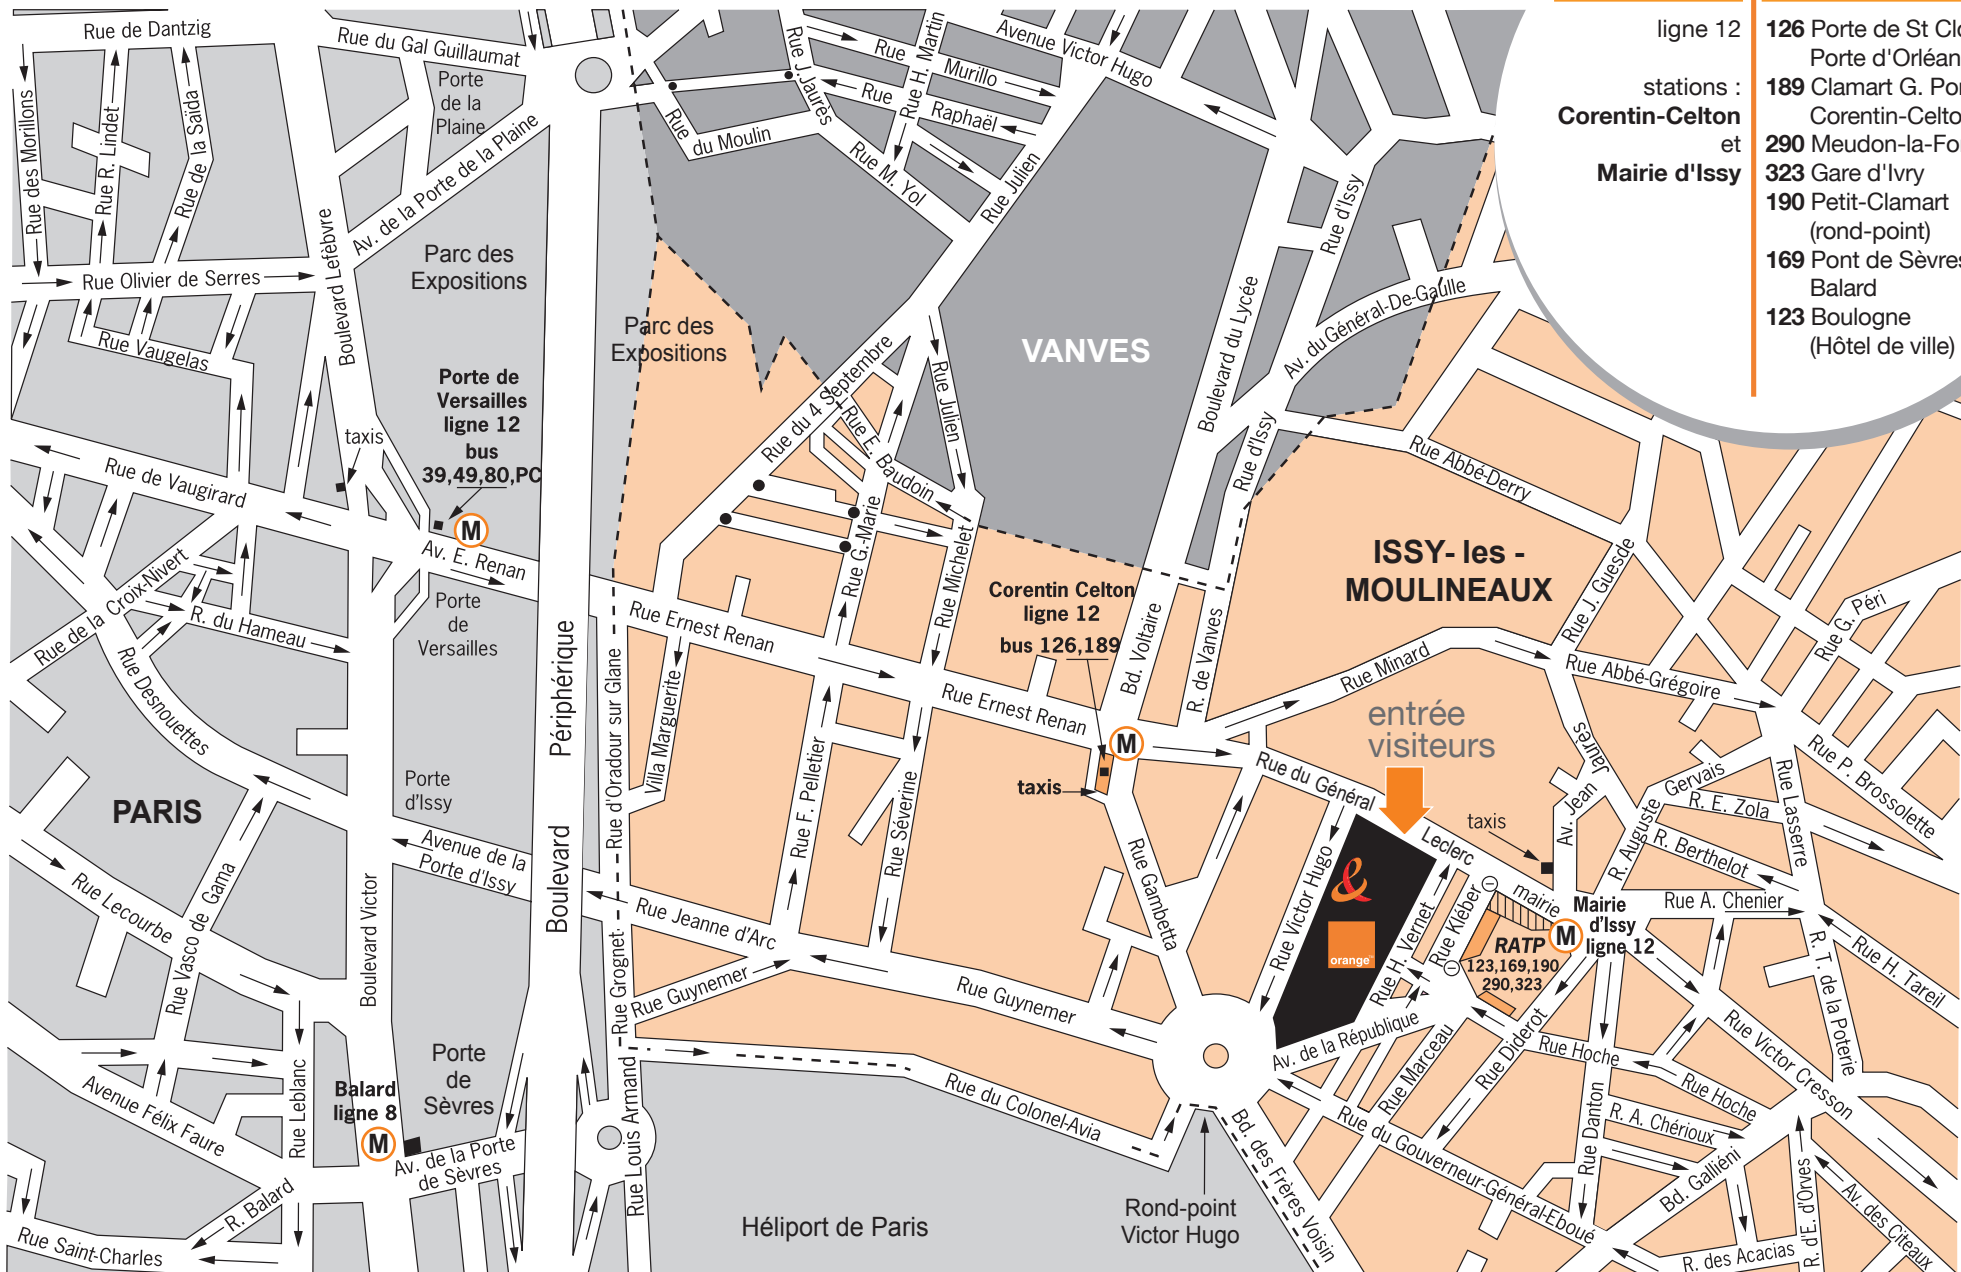 ligne 12
stations :
Corentin-Celton
et
Mairie d'Issy
126 Porte de St Clo
Porte d'Orléan
189 Clamart G. Por
Corentin-Celto
290 Meudon-la-For
323 Gare d'Ivry
190 Petit-Clamart
(rond-point)
169 Pont de Sèvres
Balard
123 Boulogne
(Hôtel de ville)
Rue de Dantzig
Rue du Gal Guillaumat
Porte
de la
Plaine
Rue des Morillons
Rue R. Lindet
Rue de la Saïda
Av. de la Porte de la Plaine
Boulevard Lefèbvre
Rue Olivier de Serres
Rue Vaugelas
Parc des
Expositions
Parc des
Expositions
Rue J. Jaurès
Rue Murillo
Rue H. Martin
Rue Raphaël
Rue du Moulin
Rue M. Yol
Rue Julien
Avenue Victor Hugo
Rue d'Issy
Boulevard du Lycée
Av. du Général-De-Gaulle
VANVES
Porte de
Versailles
ligne 12
bus
39,49,80,PC
taxis
M
Rue de Vaugirard
Av. E. Renan
Rue de la Croix-Nivert
R. du Hameau
Rue Desnouettes
Porte
de
Versailles
Rue du 4 Septembre
Rue Julien
Rue E. Baudoin
Rue G.-Marie
Rue Michelet
Rue d'Issy
Rue Abbé-Derry
ISSY- les -
MOULINEAUX
Corentin Celton
ligne 12
bus 126,189
Bd. Voltaire
R. de Vanves
Rue Ernest Renan
Rue Ernest Renan
M
taxis
Villa Marguerite
Rue d'Oradour sur Glane
Boulevard Périphérique
Rue F. Pelletier
Rue Séverine
Rue Minard
Rue J. Guesde
Rue Abbé-Grégoire
Rue G. Péri
Rue P. Brossolette
entrée
visiteurs
Rue du Général Leclerc
Av. Jean Jaurès
taxis
R. Auguste Gervais
R. E. Zola
R. Berthelot
Rue Lasserre
Rue A. Chenier
Rue H. Tareil
R. T. de la Poterie
mairie
Mairie
d'Issy
ligne 12
M
RATP
123,169,190
290,323
Rue Victor Hugo
&
orange™
Rue H. Vernet
Rue Kléber
Rue Gambetta
PARIS
Porte
d'Issy
Avenue de la
Porte d'Issy
Rue Lecourbe
Rue Vasco de Gama
Boulevard Victor
Rue Jeanne d'Arc
Rue Grognet
Rue Guynemer
Rue Guynemer
Av. de la République
Rue Marceau
Rue Diderot
Rue Hoche
Rue Hoche
Rue Victor Cresson
Rue Danton
R. A. Chérioux
Bd. Galliéni
Rue du Gouverneur-Général-Eboué
R. d'E. d'Orves
Av. des Citeaux
R. des Acacias
Avenue Félix Faure
Rue Leblanc
Balard
ligne 8
M
Porte
de
Sèvres
Av. de la Porte
de Sèvres
R. Balard
Rue Saint-Charles
Rue Louis Armand
Rue du Colonel-Avia
Héliport de Paris
Rond-point
Victor Hugo
Bd. des Frères Voisin